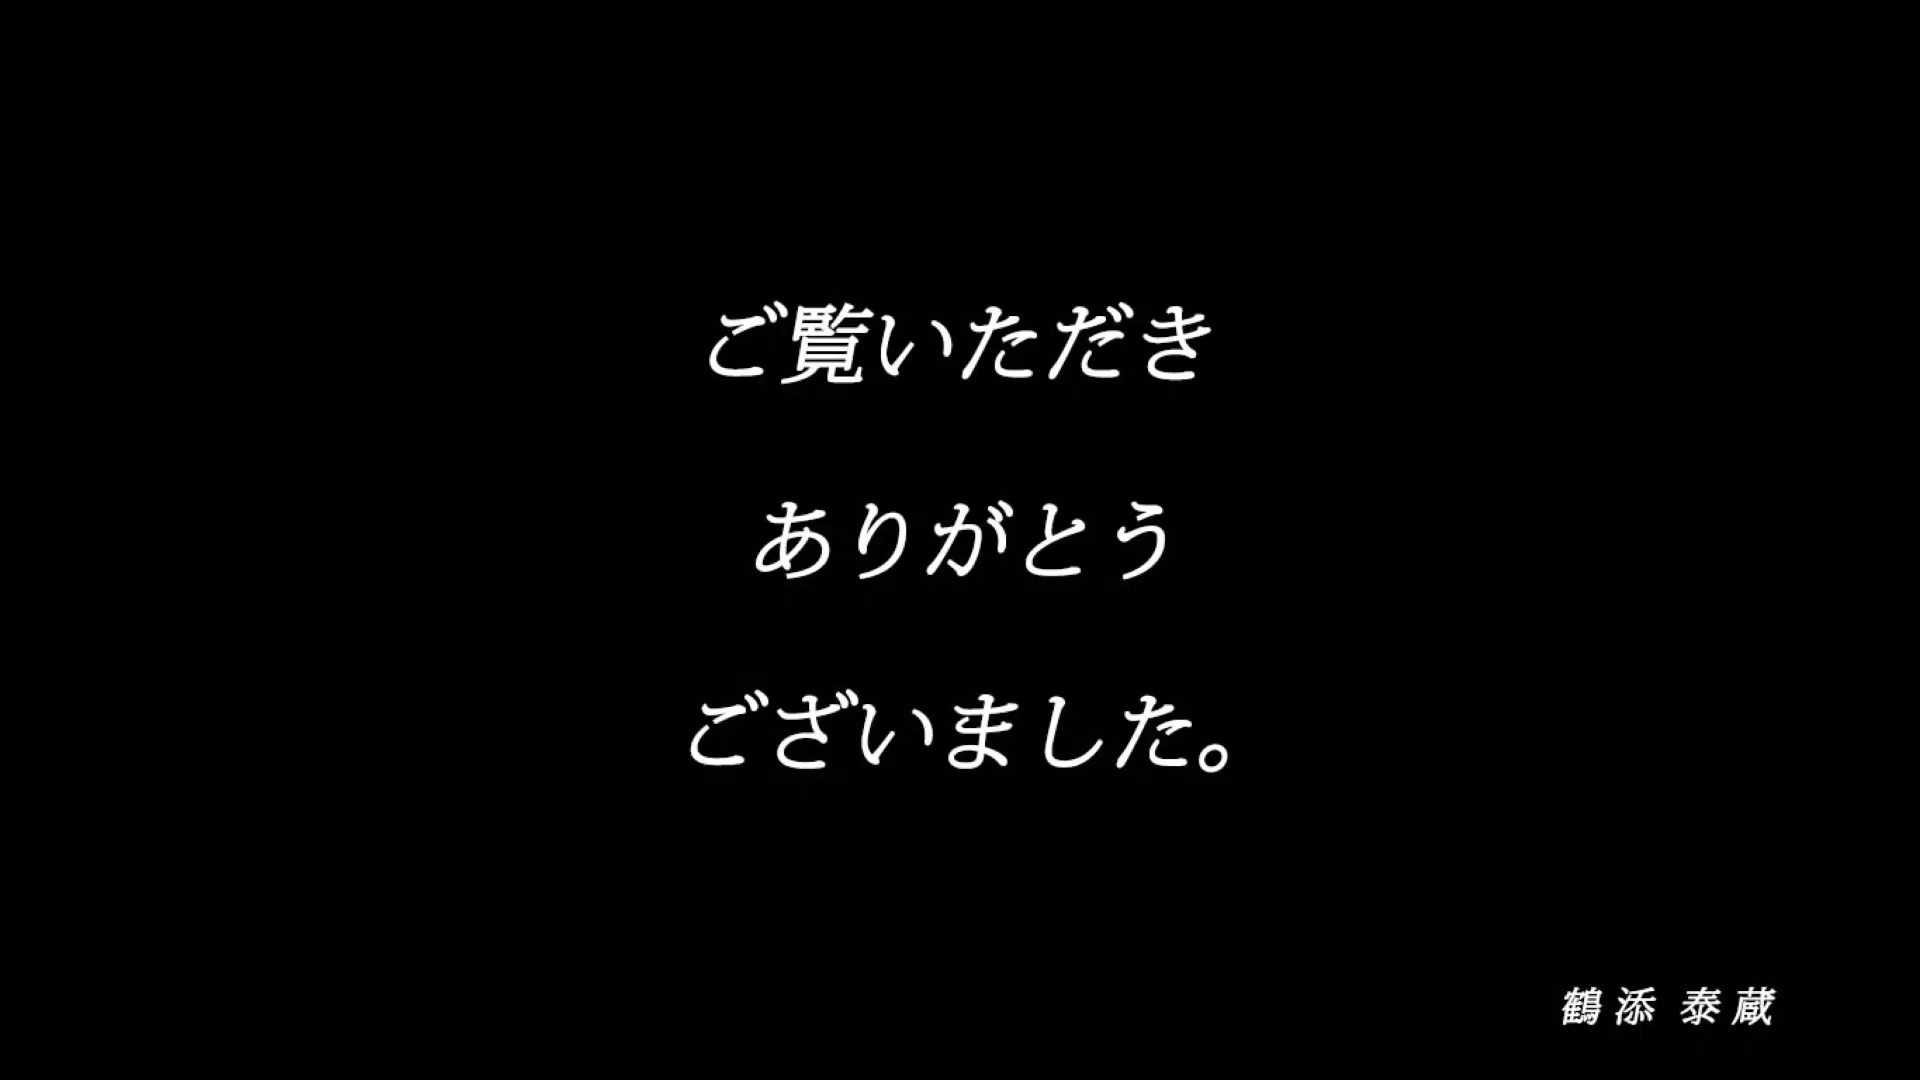 ご覧いただき
ありがとう
ございました。
鶴添 泰蔵